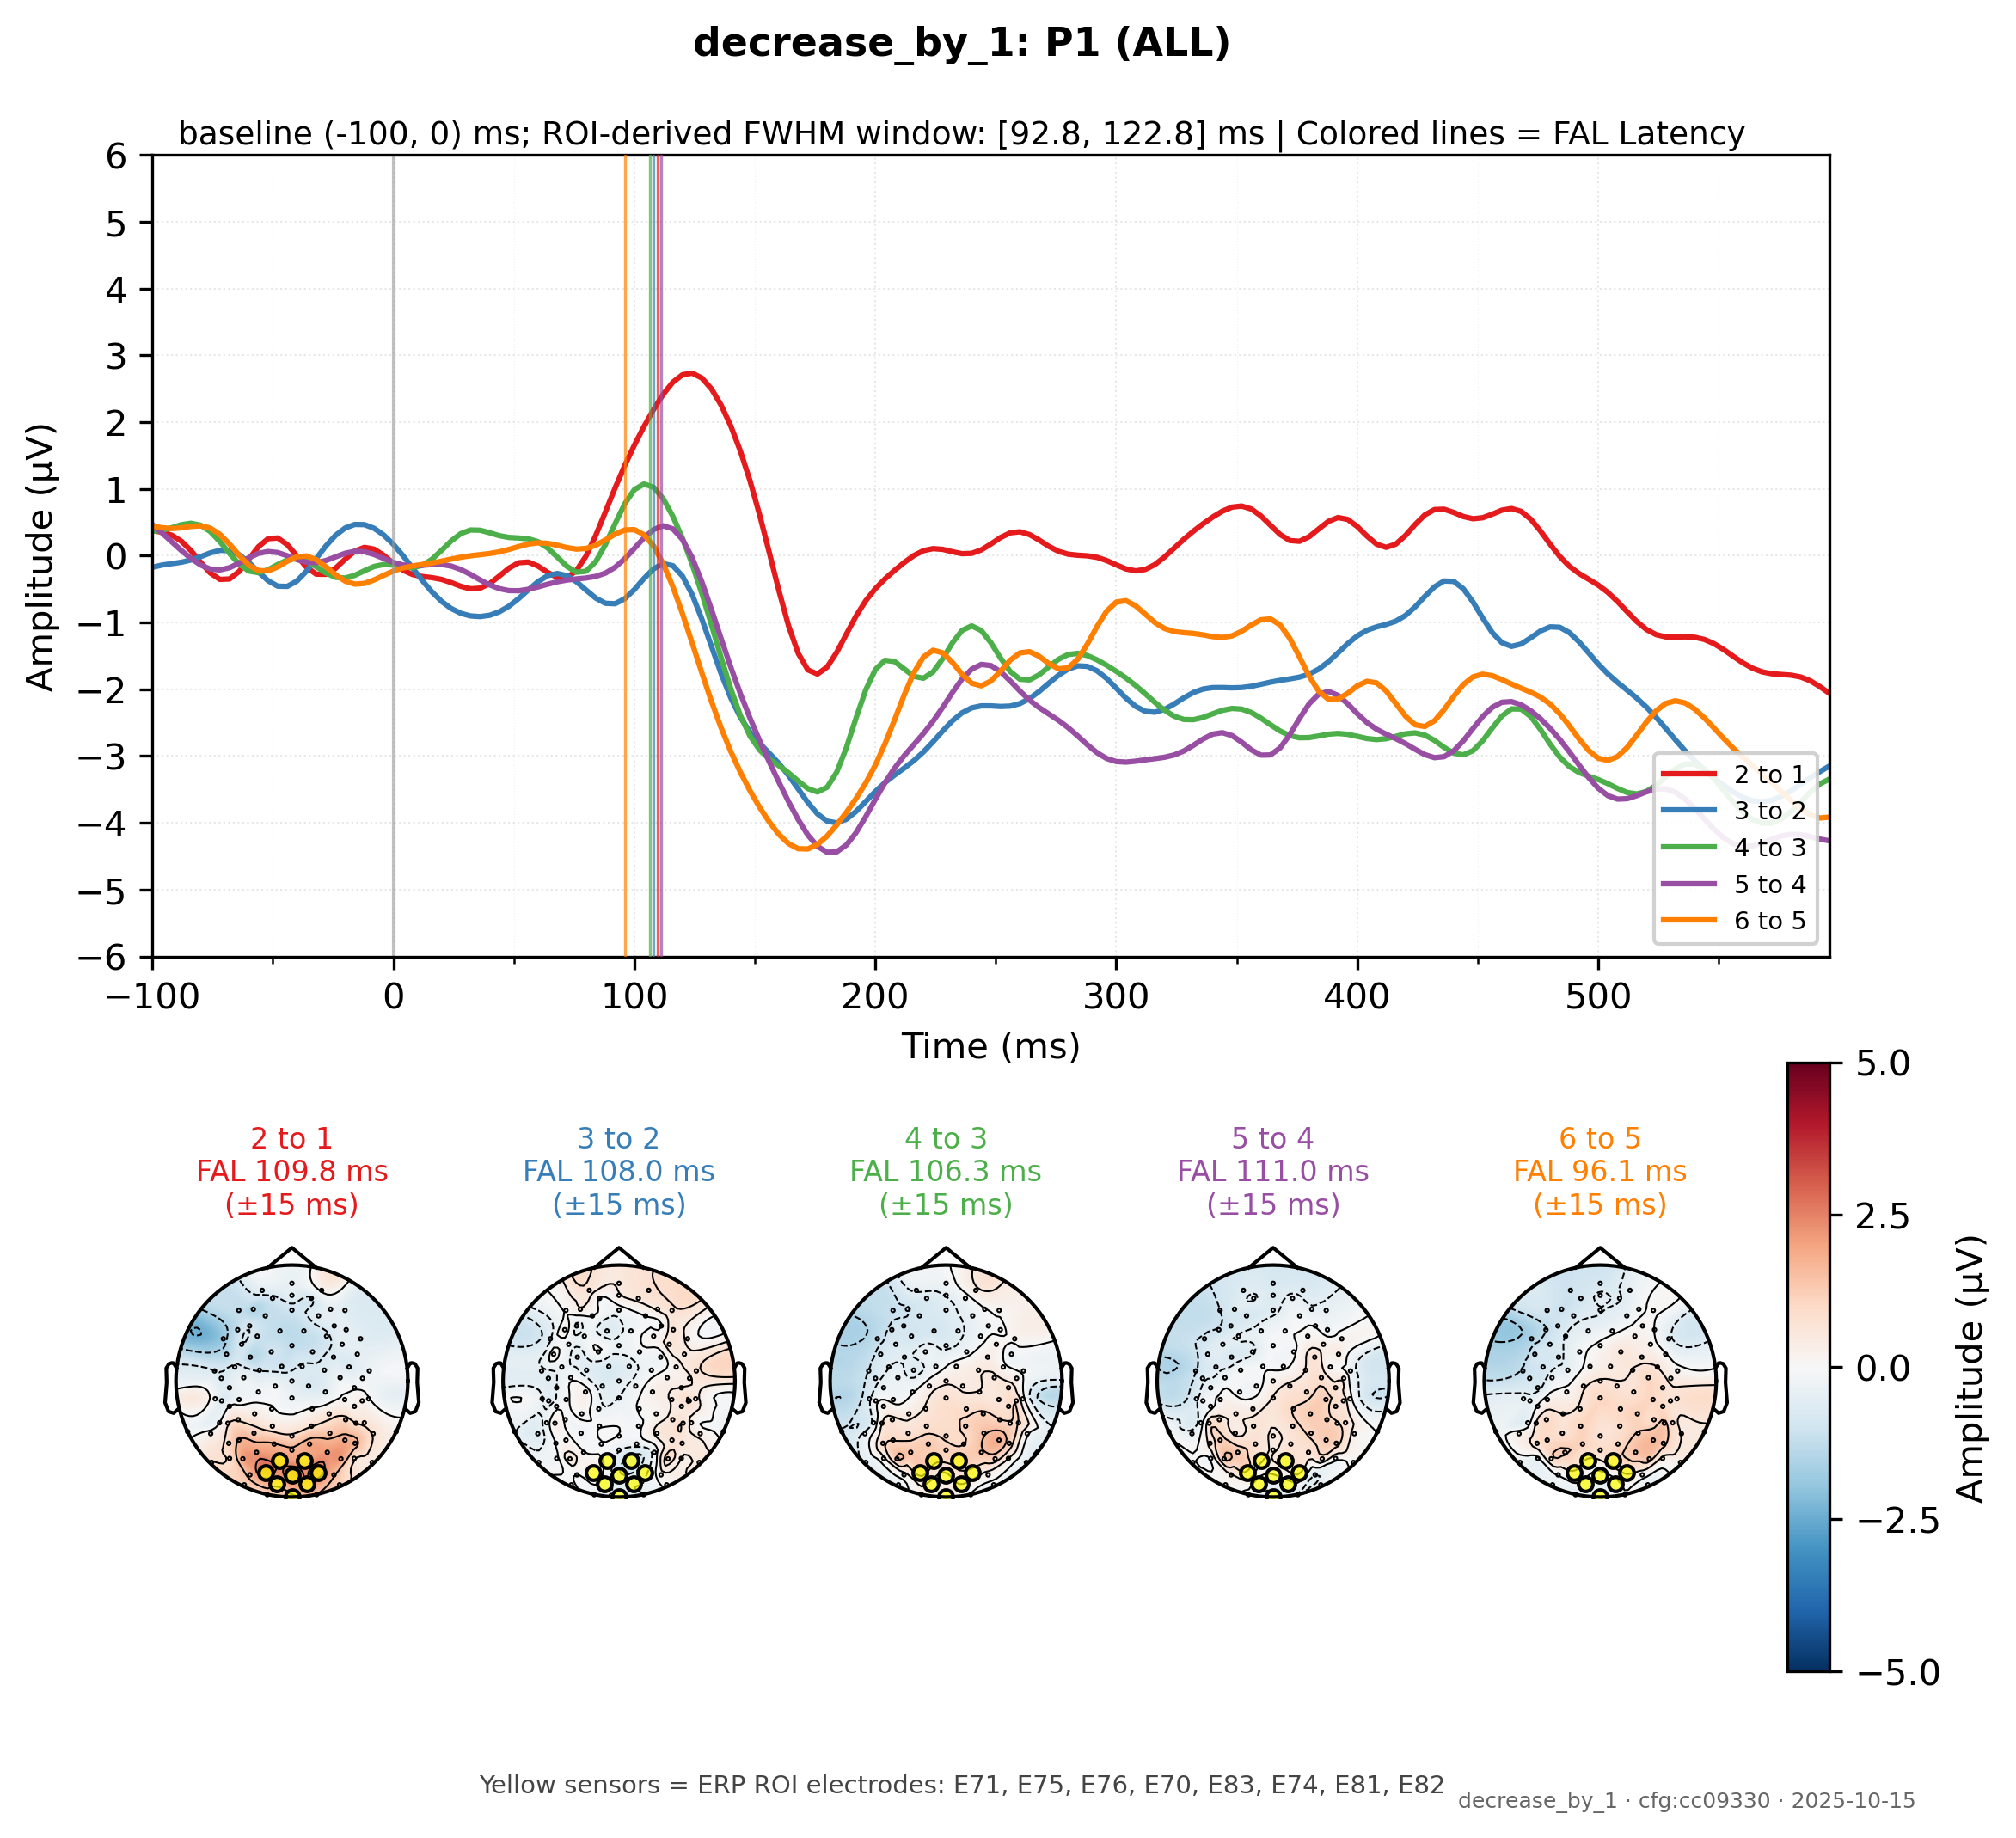 decrease_by_1: P1 (ALL)
baseline (-100, 0) ms; ROI-derived FWHM window: [92.8, 122.8] ms | Colored lines = FAL Latency
6
5
4
3
2
1
0
−1
−2
−3
−4
−5
−6
Amplitude (µV)
−100 0 100 200 300 400 500
Time (ms)
2 to 1
3 to 2
4 to 3
5 to 4
6 to 5
2 to 1
FAL 109.8 ms
(±15 ms)
3 to 2
FAL 108.0 ms
(±15 ms)
4 to 3
FAL 106.3 ms
(±15 ms)
5 to 4
FAL 111.0 ms
(±15 ms)
6 to 5
FAL 96.1 ms
(±15 ms)
5.0
2.5
0.0
−2.5
−5.0
Amplitude (µV)
Yellow sensors = ERP ROI electrodes: E71, E75, E76, E70, E83, E74, E81, E82
decrease_by_1 · cfg:cc09330 · 2025-10-15